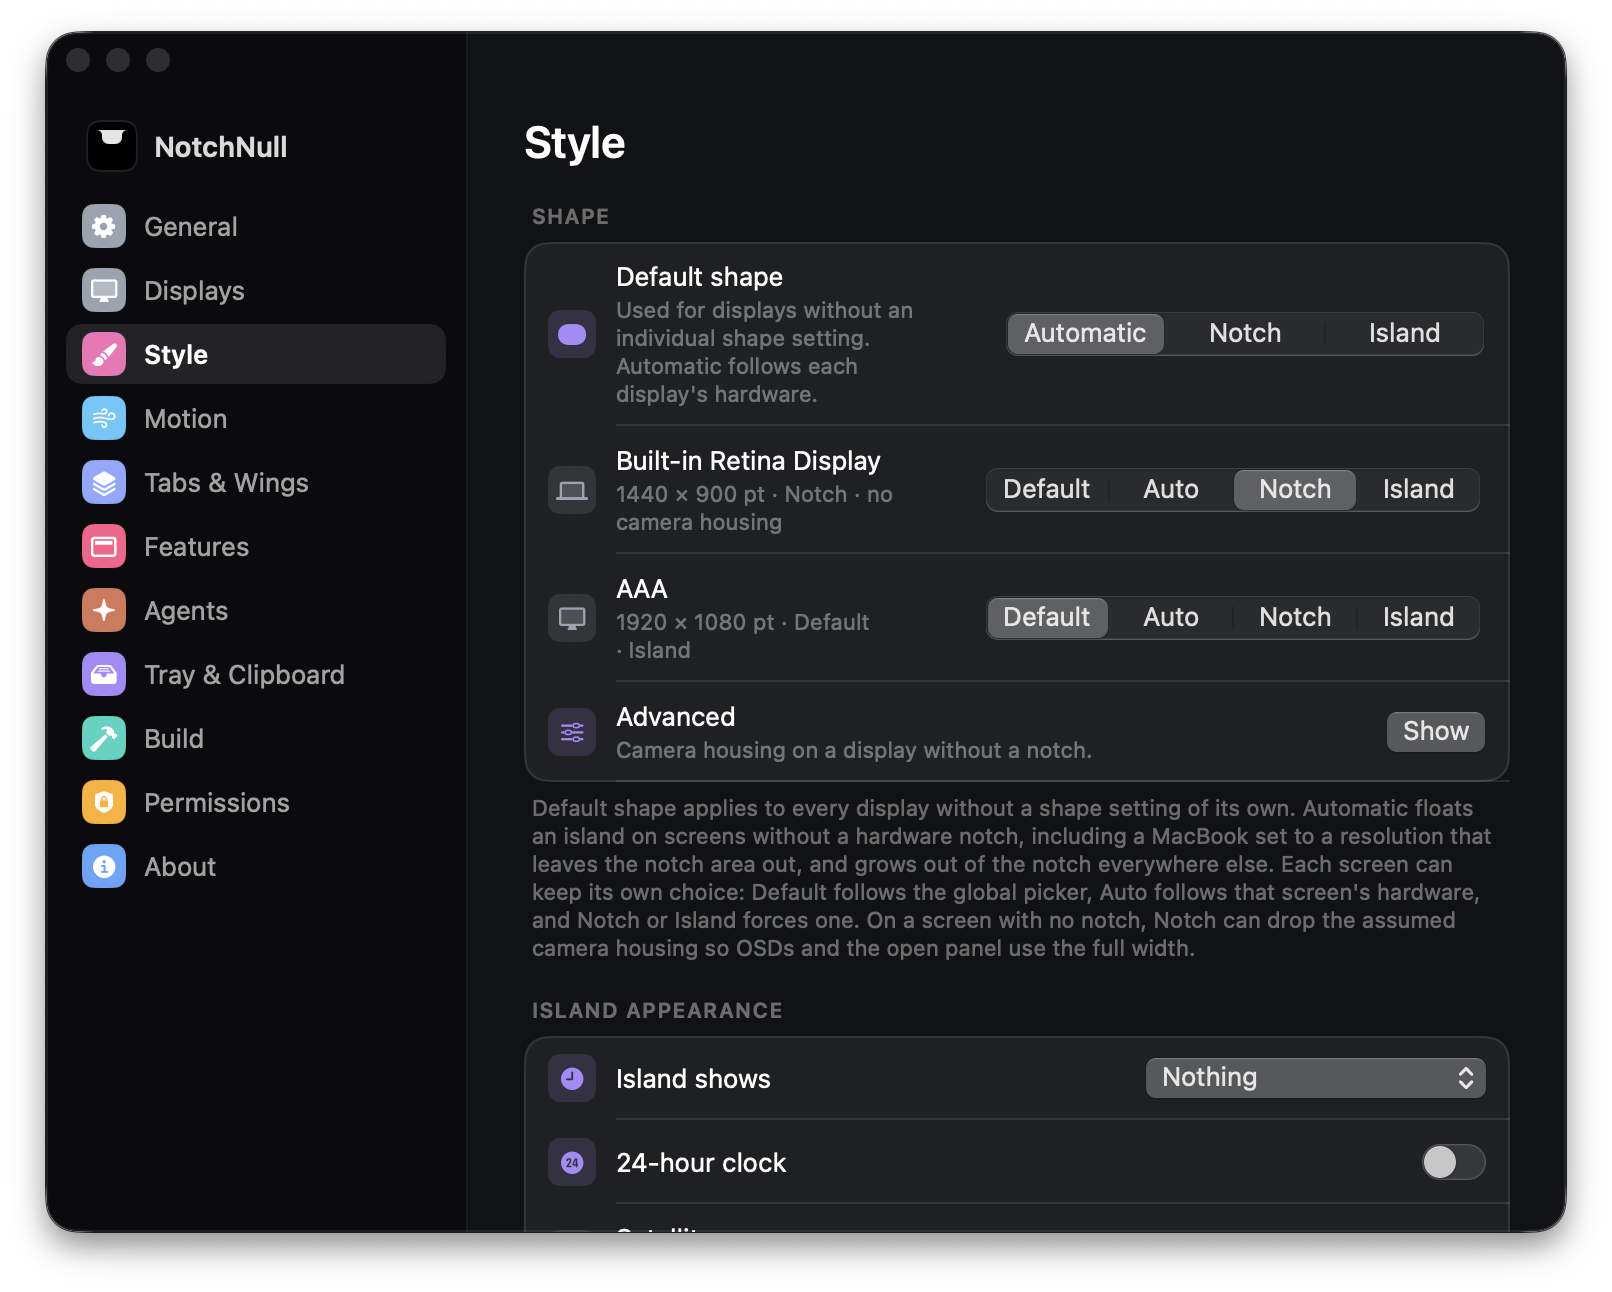 NotchNull
General
Displays
Style
Motion
Tabs & Wings
Features
Agents
Tray & Clipboard
Build
Permissions
About
Style
SHAPE
Default shape
Used for displays without an
individual shape setting.
Automatic follows each
display's hardware.
Automatic Notch Island
Built-in Retina Display
1440 × 900 pt · Notch · no
camera housing
Default Auto Notch Island
AAA
1920 × 1080 pt · Default
· Island
Default Auto Notch Island
Advanced
Camera housing on a display without a notch.
Show
Default shape applies to every display without a shape setting of its own. Automatic floats
an island on screens without a hardware notch, including a MacBook set to a resolution that
leaves the notch area out, and grows out of the notch everywhere else. Each screen can
keep its own choice: Default follows the global picker, Auto follows that screen's hardware,
and Notch or Island forces one. On a screen with no notch, Notch can drop the assumed
camera housing so OSDs and the open panel use the full width.
ISLAND APPEARANCE
Island shows
Nothing
24
24-hour clock